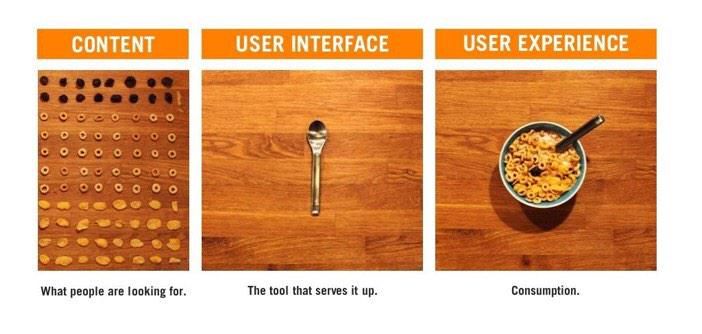 CONTENT
USER INTERFACE
USER EXPERIENCE
What people are looking for.
The tool that serves it up.
Consumption.